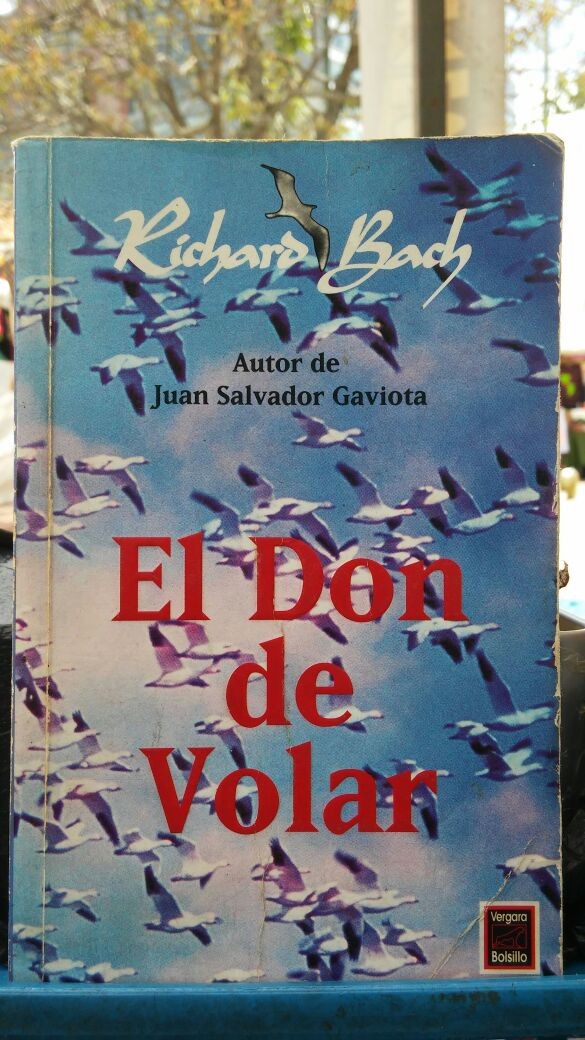 Richard Bach
Autor de
Juan Salvador Gaviota
El Don
de
Volar
Vergara
Bolsillo